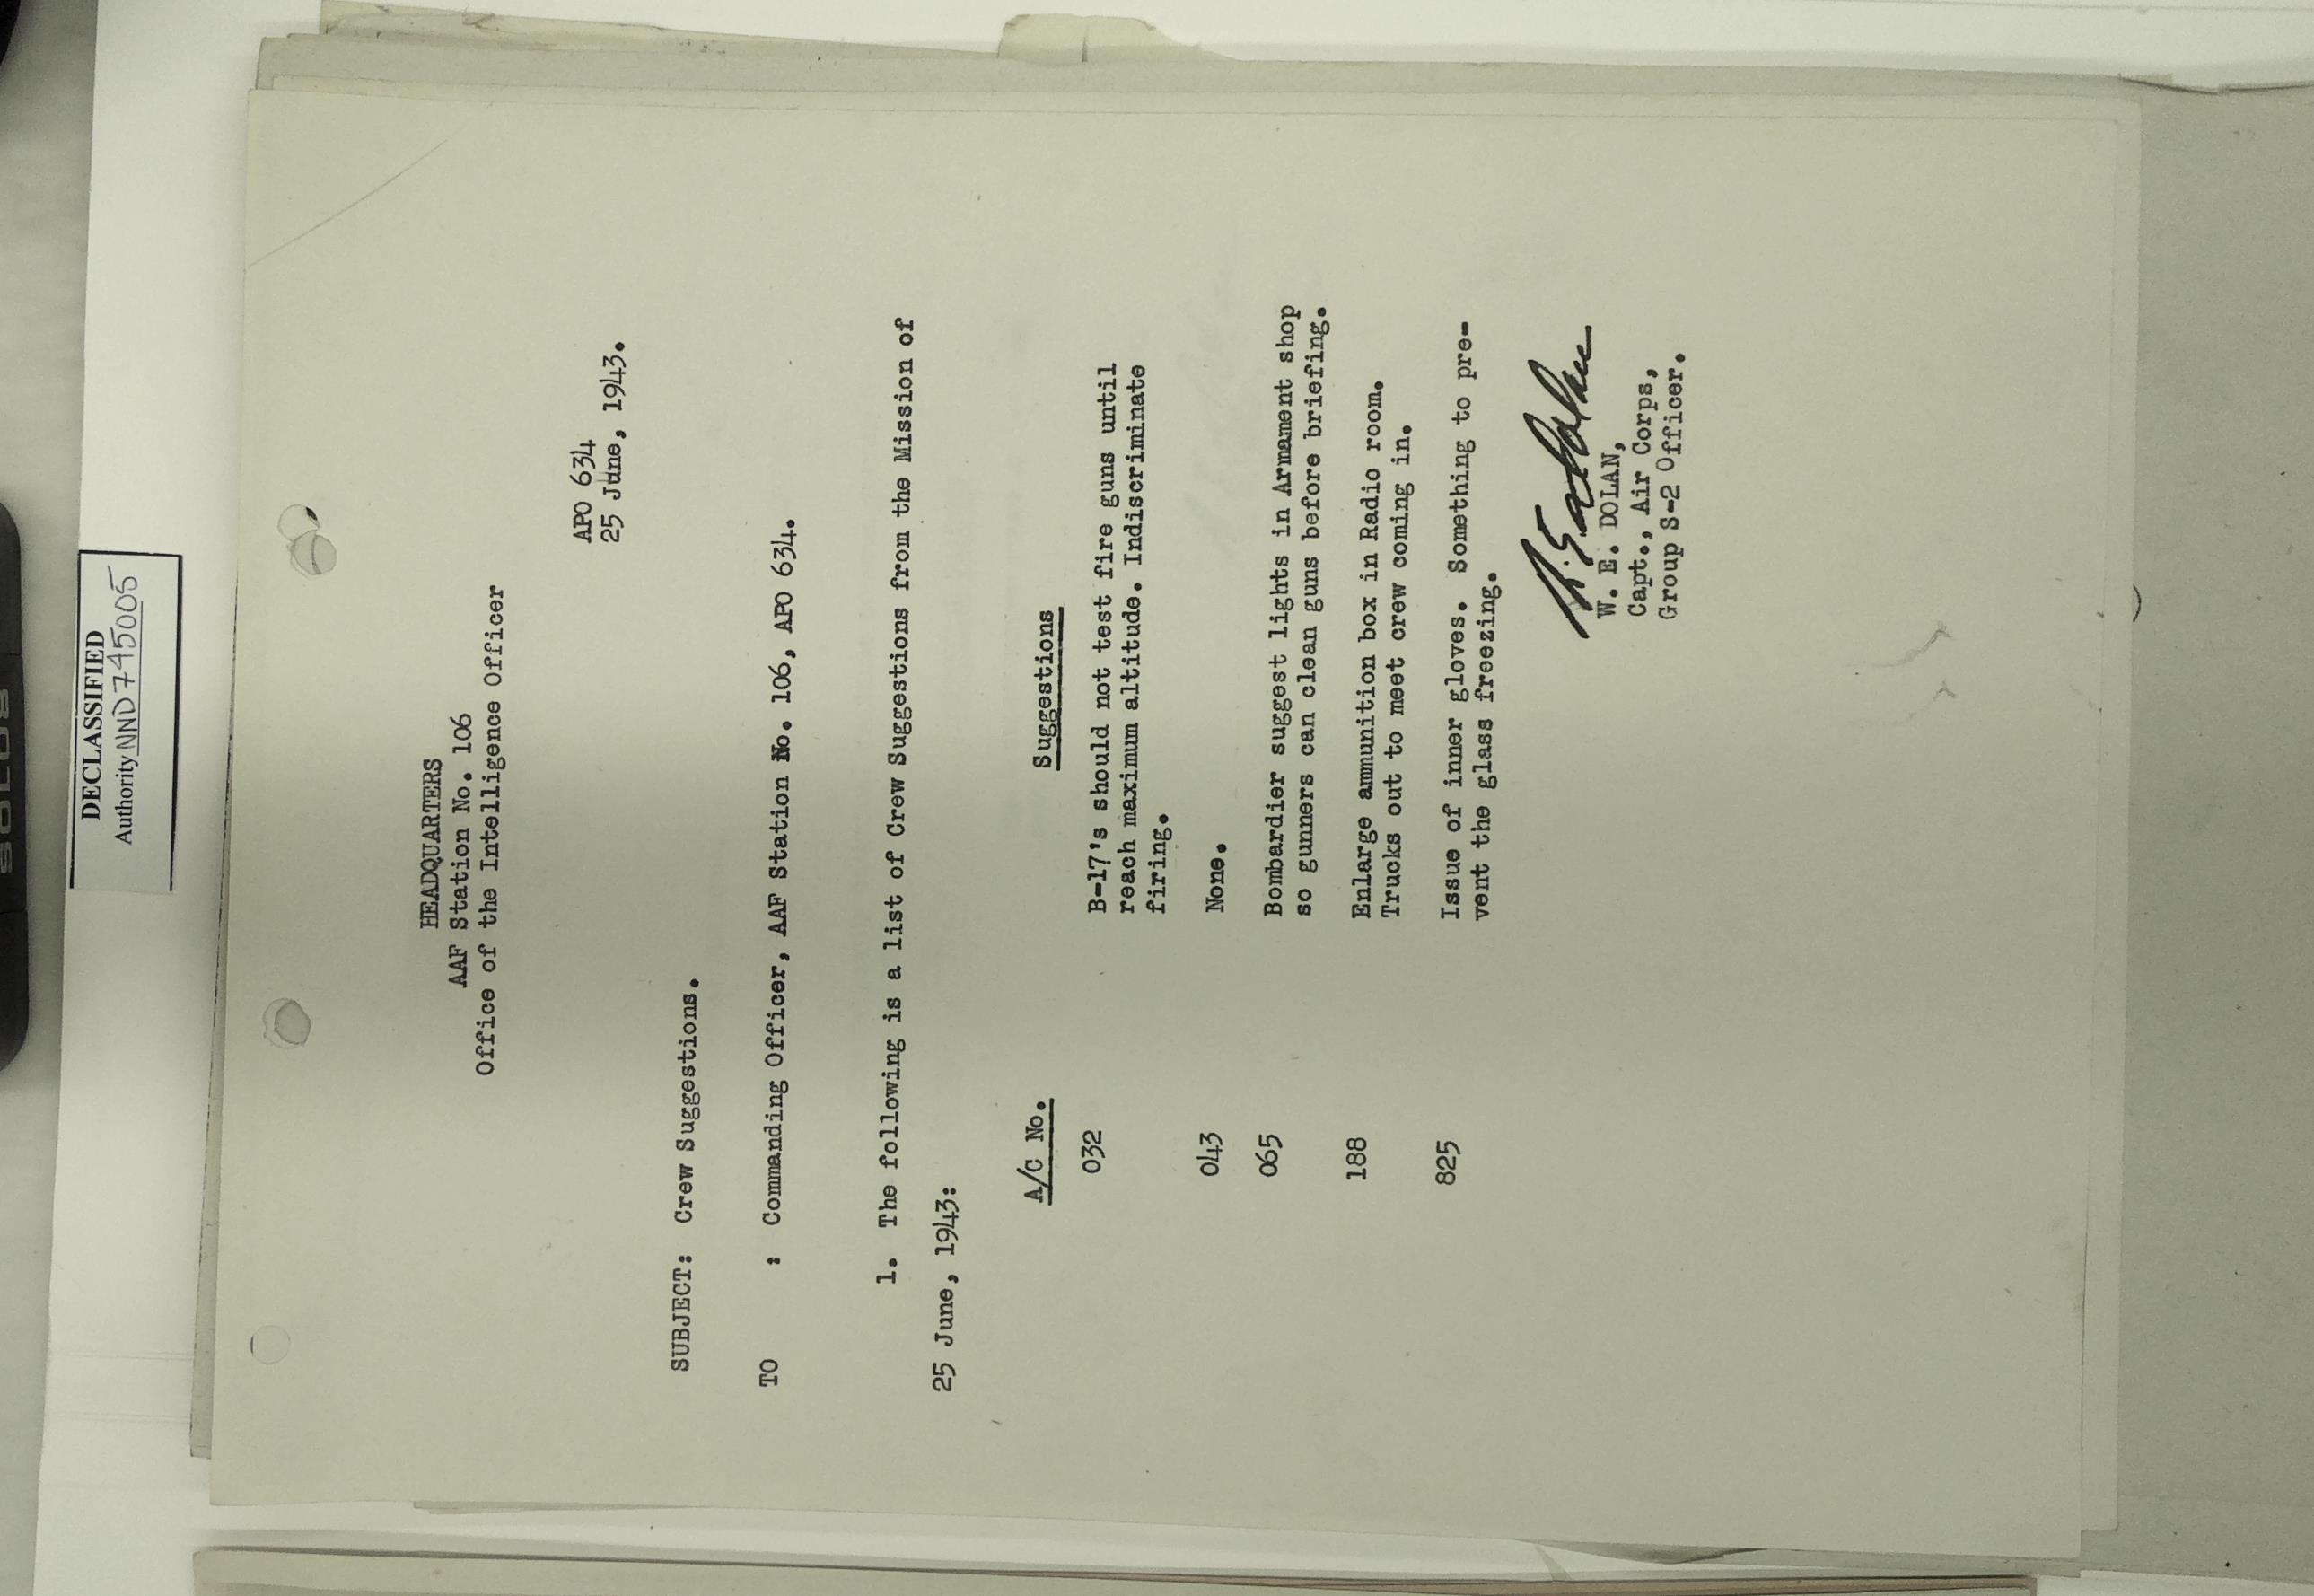 DECLASSIFIED
Authority NND 745005
HEADQUARTERS
AAF Station No. 106
Office of the Intelligence Officer
APO 634
25 June, 1943.
SUBJECT: Crew Suggestions.
TO : Commanding Officer, AAF Station No. 106, APO 634.
1. The following is a list of Crew Suggestions from the Mission of
25 June, 1943:
A/C No. Suggestions
032 B-17's should not test fire guns until
reach maximum altitude. Indiscriminate
firing.
043 None.
065 Bombardier suggest lights in Armament shop
so gunners can clean guns before briefing.
188 Enlarge ammunition box in Radio room.
Trucks out to meet crew coming in.
825 Issue of inner gloves. Something to pre-
vent the glass freezing.
W. E. DOLAN,
Capt., Air Corps,
Group S-2 Officer.